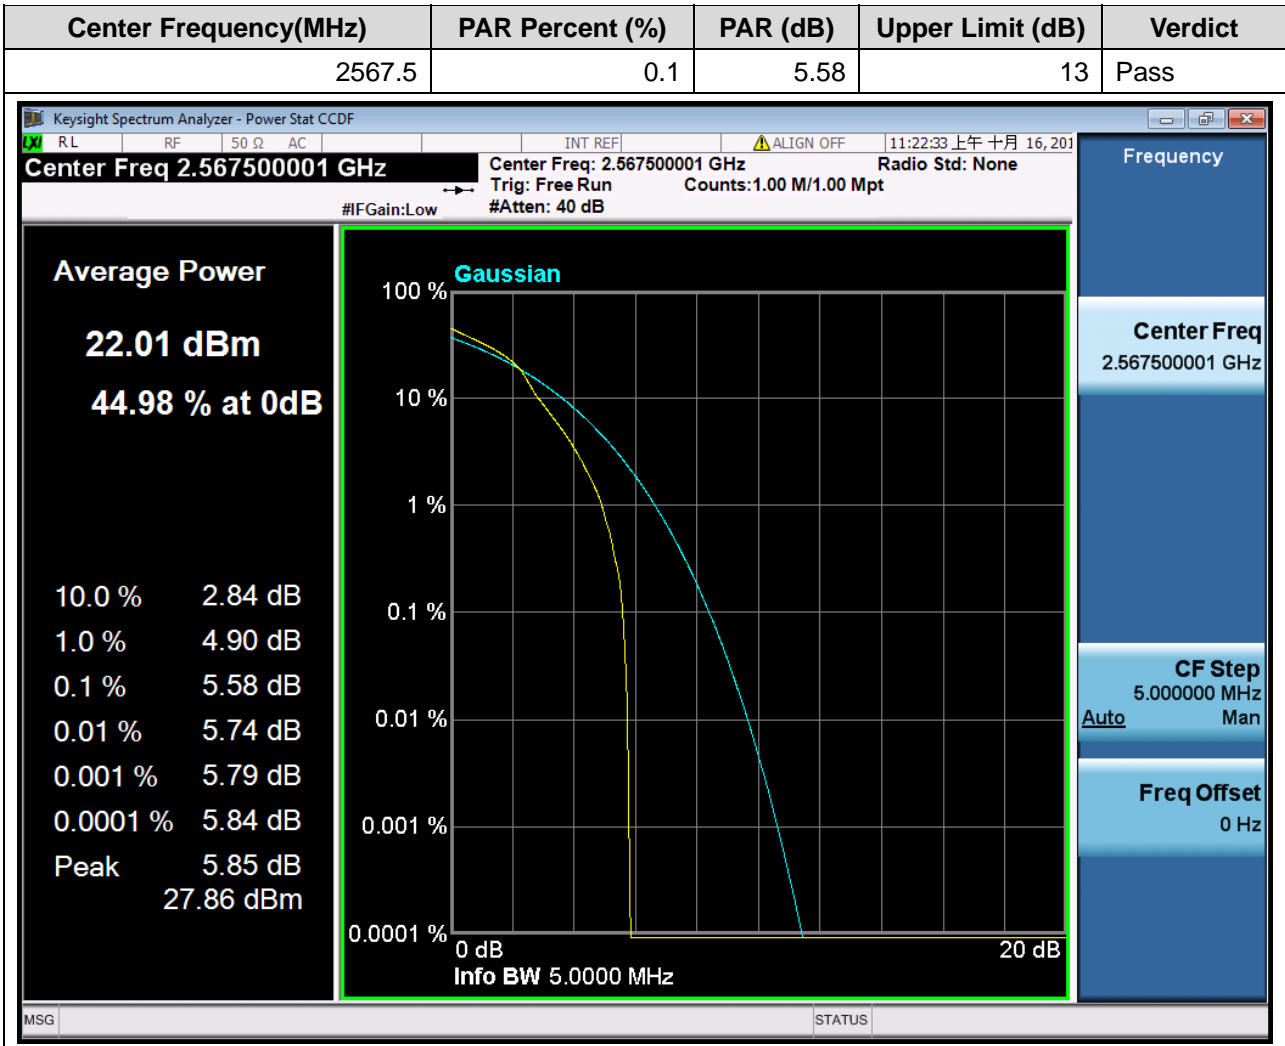 Center Frequency(MHz) PAR Percent (%) PAR (dB) Upper Limit (dB) Verdict
2567.5 0.1 5.58 13 Pass
Keysight Spectrum Analyzer - Power Stat CCDF
LXI RL RF 50 Ω AC INT REF ALIGN OFF 11:22:33 上午 十月 16, 201
Center Freq 2.567500001 GHz
Center Freq: 2.567500001 GHz Radio Std: None
Trig: Free Run Counts:1.00 M/1.00 Mpt
#IFGain:Low #Atten: 40 dB
Average Power
22.01 dBm
44.98 % at 0dB
10.0 % 2.84 dB
1.0 % 4.90 dB
0.1 % 5.58 dB
0.01 % 5.74 dB
0.001 % 5.79 dB
0.0001 % 5.84 dB
Peak 5.85 dB
27.86 dBm
Gaussian
100 %
10 %
1 %
0.1 %
0.01 %
0.001 %
0.0001 %
0 dB 20 dB
Info BW 5.0000 MHz
Frequency
Center Freq
2.567500001 GHz
CF Step
5.000000 MHz
Auto Man
Freq Offset
0 Hz
MSG STATUS